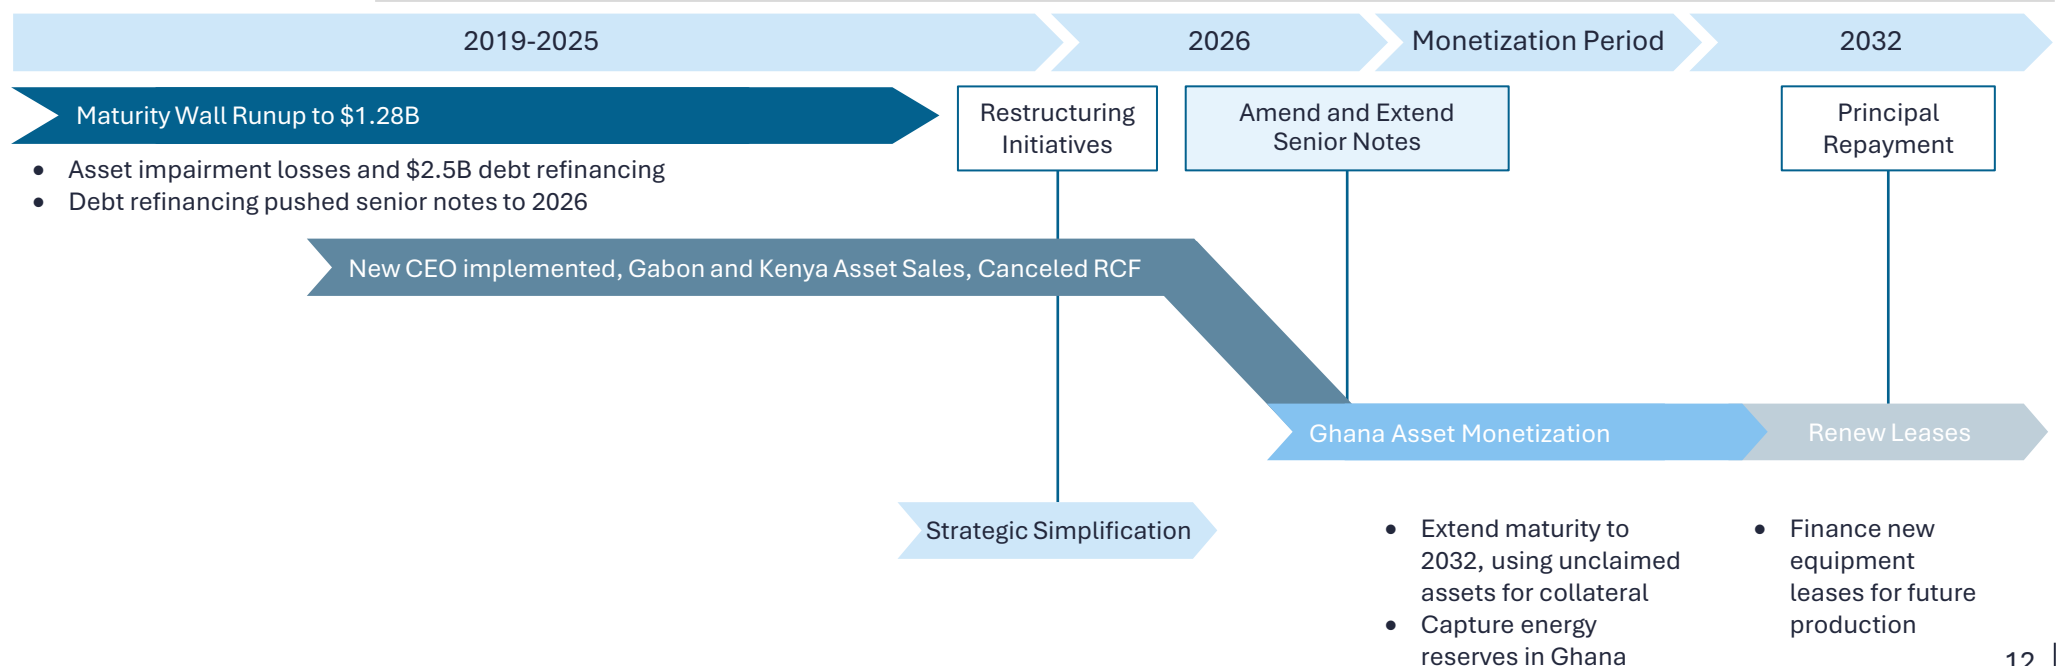 2019-2025
2026
Monetization Period
2032
Maturity Wall Runup to $1.28B
Restructuring
Initiatives
Amend and Extend
Senior Notes
Principal
Repayment
• Asset impairment losses and $2.5B debt refinancing
• Debt refinancing pushed senior notes to 2026
New CEO implemented, Gabon and Kenya Asset Sales, Canceled RCF
Ghana Asset Monetization
Renew Leases
Strategic Simplification
• Extend maturity to
2032, using unclaimed
assets for collateral
• Capture energy
reserves in Ghana
• Finance new
equipment
leases for future
production
12